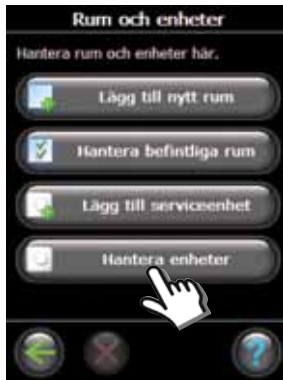 Rum och enheter
Hantera rum och enheter här.
Lägg till nytt rum
Hantera befintliga rum
Lägg till serviceenhet
Hantera enheter
?